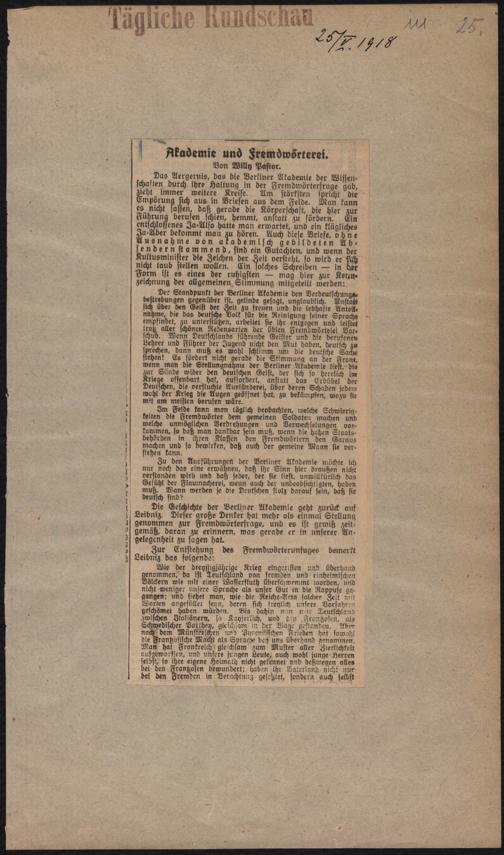 Tägliche Rundschau
25/V. 1918
25.
Akademie und Fremdwörterei.
Von Willy Pastor.
Das Aergernis, das die Berliner Akademie der Wissen-
schaften durch ihre Haltung in der Fremdwörterfrage gab,
zieht immer weitere Kreise. Am stärksten spricht die
Empörung sich aus in Briefen aus dem Felde. Man kann
es nicht fassen, daß gerade die Körperschaft, die hier zur
Führung berufen schien, hemmt, anstatt zu fördern. Ein
entschlossenes Ja-Also hatte man erwartet, und ein klägliches
Ja-Aber bekommt man zu hören. Auch diese Briefe, ohne
Ausnahme von akademisch gebildeten Ab-
sendern stammend, sind ein Gutachten, und wenn der
Kultusminister die Zeichen der Zeit versteht, so wird er sich
nicht taub stellen wollen. Ein solches Schreiben — in der
Form ist es eines der ruhigsten — mag hier zur Kenn-
zeichnung der allgemeinen Stimmung mitgeteilt werden:
Der Standpunkt der Berliner Akademie den Verdeutschungs-
bestrebungen gegenüber ist, gelinde gesagt, unglaublich. Anstatt
sich über den Geist der Zeit zu freuen und die lebhafte Anteil-
nahme, die das deutsche Volk für die Reinigung seiner Sprache
empfindet, zu unterstützen, arbeitet sie ihr entgegen und leistet
trotz aller schönen Redensarten der üblen Fremdwörtelei Vor-
schub. Wenn Deutschlands führende Geister und die berufenen
Lehrer und Führer der Jugend nicht den Mut haben, deutsch zu
sprechen, dann muß es wohl schlimm um die deutsche Sache
stehen! Es fördert nicht gerade die Stimmung an der Front,
wenn man die Stellungnahme der Berliner Akademie liest, die
zur Sünde wider den deutschen Geist, der sich so herrlich im
Kriege offenbart hat, auffordert, anstatt das Erbübel der
Deutschen, die verfluchte Ausländerei, über deren Schaden jedem
wohl der Krieg die Augen geöffnet hat, zu bekämpfen, wozu sie
mit am meisten berufen wäre.
Im Felde kann man täglich beobachten, welche Schwierig-
keiten die Fremdwörter dem gemeinen Soldaten machen und
welche unmöglichen Verdrehungen und Verwechselungen vor-
kommen, so daß man dankbar sein muß, wenn die hohen Staats-
behörden in ihren Erlassen den Fremdwörtern den Garaus
machen und so bewirken, daß auch der gemeine Mann sie ver-
stehen kann.
Zu den Ausführungen der Berliner Akademie möchte ich
nur noch das eine erwähnen, daß ihr Sinn hier draußen nicht
verstanden wird und daß jeder, der sie liest, unwillkürlich das
Gefühl der Flaumacherei, wenn auch der unbeabsichtigten, haben
muß. Wann werden je die Deutschen stolz darauf sein, daß sie
deutsch sind?
Die Geschichte der Berliner Akademie geht zurück auf
Leibniz. Dieser große Denker hat mehr als einmal Stellung
genommen zur Fremdwörterfrage, und es ist gewiß zeit-
gemäß, daran zu erinnern, was gerade er in unserer An-
gelegenheit zu sagen hat.
Zur Entstehung des Fremdwörterunfuges bemerkt
Leibniz das folgende:
Wie der dreyßigjährige Krieg eingerissen und überhand
genommen, da ist Deutschland von fremden und einheimischen
Völckern wie mit einer Wasserfluth überschwemmet worden, und
nicht weniger unsere Sprache als unser Gut in die Rappuse ge-
gangen; und siehet man, wie die Reichs-Acta solcher Zeit mit
Worten angefüllet seyn, deren sich freylich unsere Vorfahren
geschämet haben würden. Bis dahin nun war Deutschland
zwischen Italiänern, so Kayserlich, und den Franzosen, als
Schwedischer Parthey, gleichsam in der Wage gestanden. Aber
nach dem Münsterischen und Pyrenäischen Frieden hat sowohl
die Französische Macht als Sprache bey uns überhand genommen.
Man hat Franckreich gleichsam zum Muster aller Zierlichkeit
aufgeworffen, und unsere jungen Leute, auch wohl junge Herren
selbst, so ihre eigene Heimath nicht gekennet und deßwegen alles
bei den Franzosen bewundert; haben ihr Vaterland nicht nur
bei den Fremden in Verachtung gesetzet, sondern auch selbst